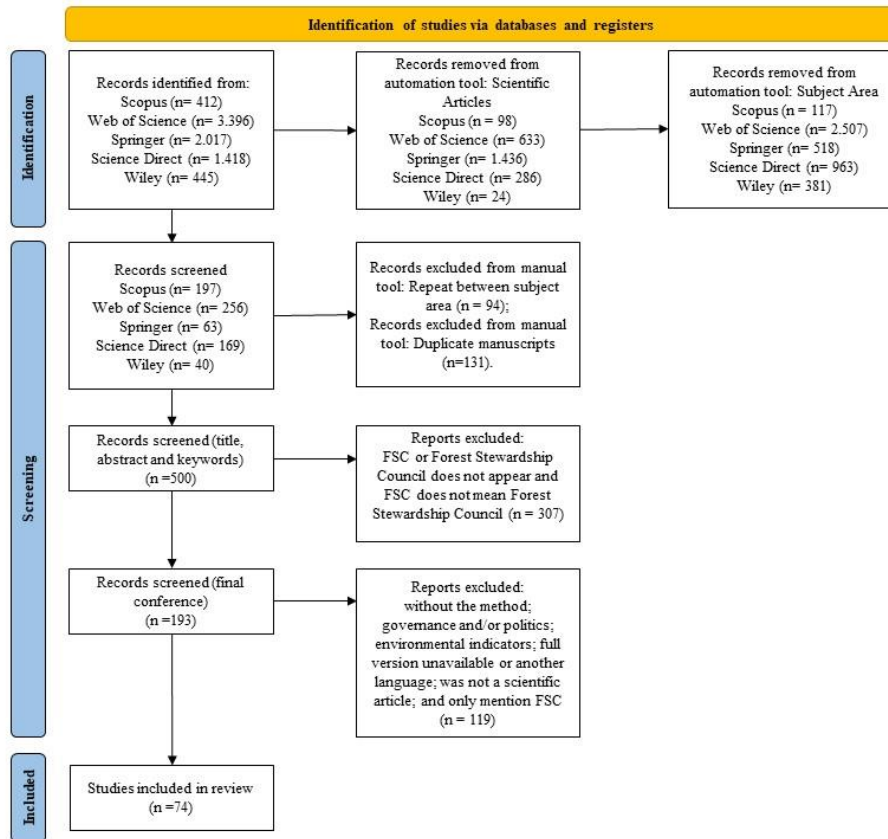 Identification of studies via databases and registers
Identification
Records identified from:
Scopus (n= 412)
Web of Science (n= 3.396)
Springer (n= 2.017)
Science Direct (n= 1.418)
Wiley (n= 445)
Records removed from
automation tool: Scientific
Articles
Scopus (n = 98)
Web of Science (n= 633)
Springer (n= 1.436)
Science Direct (n= 286)
Wiley (n= 24)
Records removed from
automation tool: Subject Area
Scopus (n = 117)
Web of Science (n= 2.507)
Springer (n= 518)
Science Direct (n= 963)
Wiley (n= 381)
Screening
Records screened
Scopus (n= 197)
Web of Science (n= 256)
Springer (n= 63)
Science Direct (n= 169)
Wiley (n= 40)
Records excluded from manual
tool: Repeat between subject
area (n = 94);
Records excluded from manual
tool: Duplicate manuscripts
(n=131).
Records screened (title,
abstract and keywords)
(n =500)
Reports excluded:
FSC or Forest Stewardship
Council does not appear and
FSC does not mean Forest
Stewardship Council (n = 307)
Records screened (final
conference)
(n =193)
Reports excluded:
without the method;
governance and/or politics;
environmental indicators; full
version unavailable or another
language; was not a scientific
article; and only mention FSC
(n = 119)
Included
Studies included in review
(n =74)